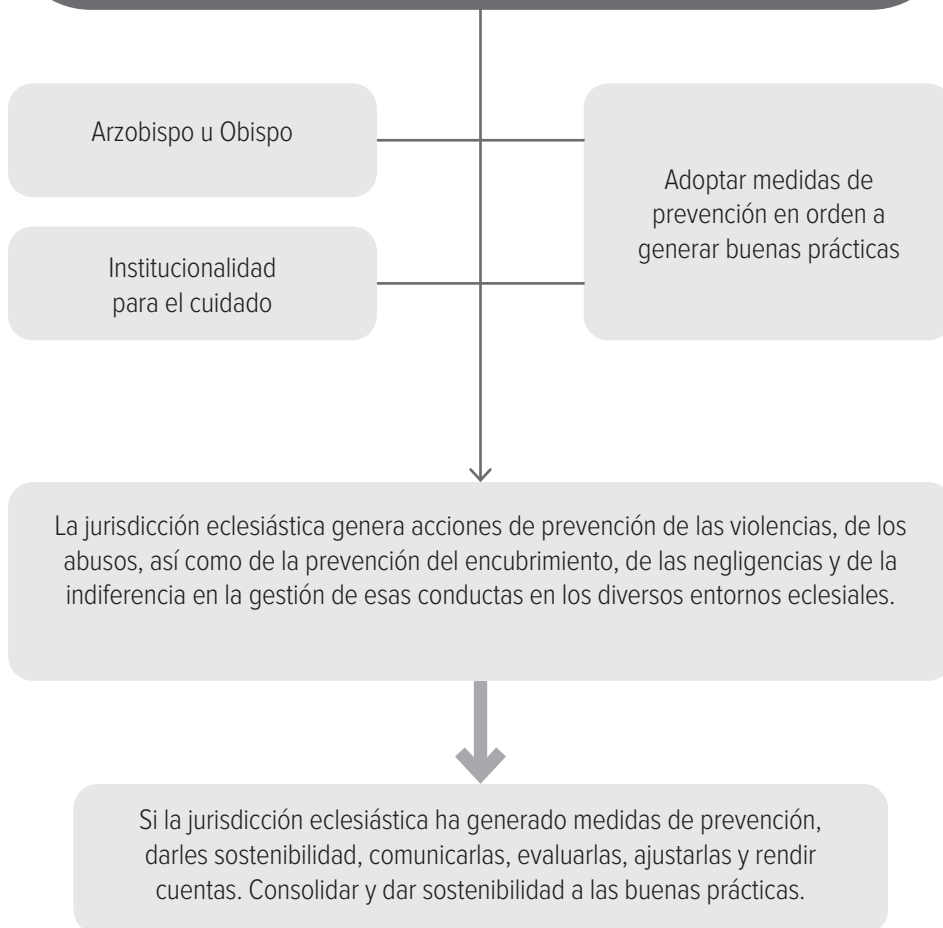 Arzobispo u Obispo
Institucionalidad
para el cuidado
Adoptar medidas de
prevención en orden a
generar buenas prácticas
La jurisdicción eclesiástica genera acciones de prevención de las violencias, de los
abusos, así como de la prevención del encubrimiento, de las negligencias y de la
indiferencia en la gestión de esas conductas en los diversos entornos eclesiales.
Si la jurisdicción eclesiástica ha generado medidas de prevención,
darles sostenibilidad, comunicarlas, evaluarlas, ajustarlas y rendir
cuentas. Consolidar y dar sostenibilidad a las buenas prácticas.